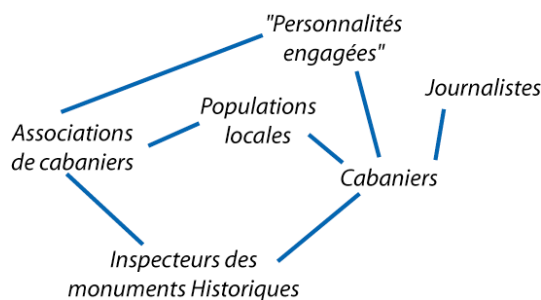 "Personnalités
engagées"
Journalistes
Populations
locales
Associations
de cabaniers
Cabaniers
Inspecteurs des
monuments Historiques